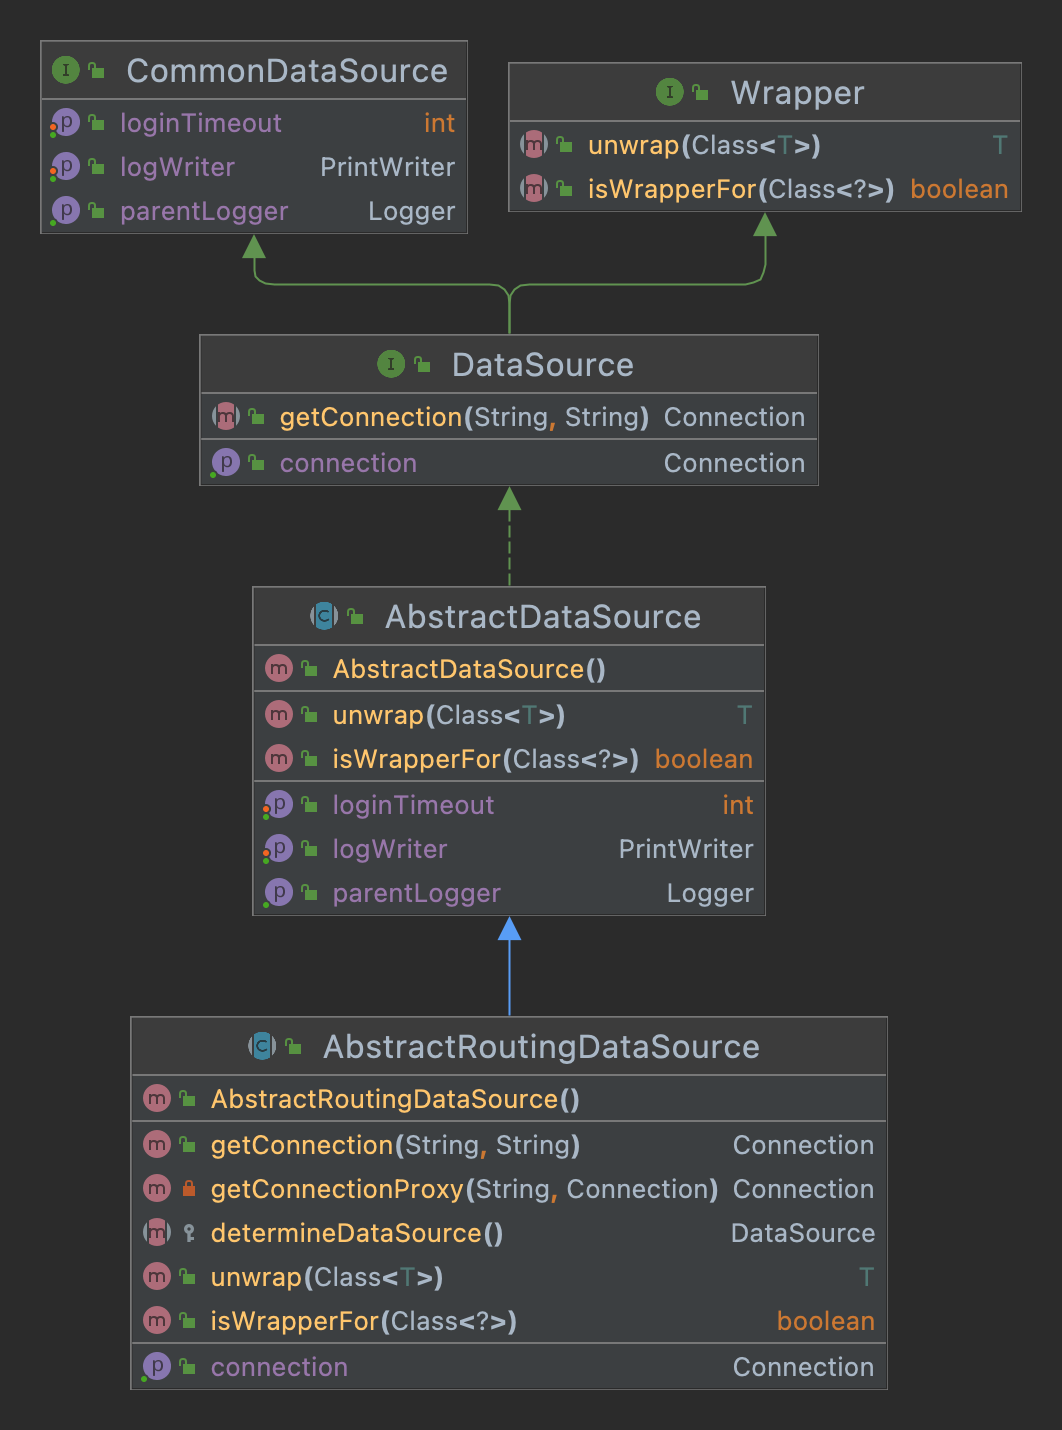 CommonDataSource
loginTimeout int
logWriter PrintWriter
parentLogger Logger
Wrapper
unwrap(Class<T>) T
isWrapperFor(Class<?>) boolean
DataSource
getConnection(String, String) Connection
connection Connection
AbstractDataSource
AbstractDataSource()
unwrap(Class<T>) T
isWrapperFor(Class<?>) boolean
loginTimeout int
logWriter PrintWriter
parentLogger Logger
AbstractRoutingDataSource
AbstractRoutingDataSource()
getConnection(String, String) Connection
getConnectionProxy(String, Connection) Connection
determineDataSource() DataSource
unwrap(Class<T>) T
isWrapperFor(Class<?>) boolean
connection Connection